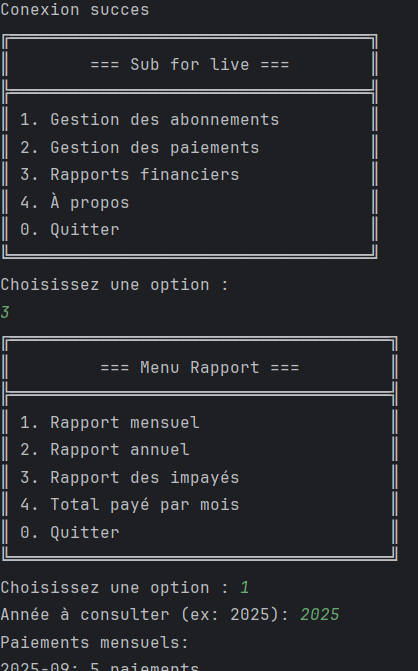 Conexion succes
=== Sub for live ===
1. Gestion des abonnements
2. Gestion des paiements
3. Rapports financiers
4. À propos
0. Quitter
Choisissez une option :
3
=== Menu Rapport ===
1. Rapport mensuel
2. Rapport annuel
3. Rapport des impayés
4. Total payé par mois
0. Quitter
Choisissez une option : 1
Année à consulter (ex: 2025): 2025
Paiements mensuels:
2025-09: 5 paiements